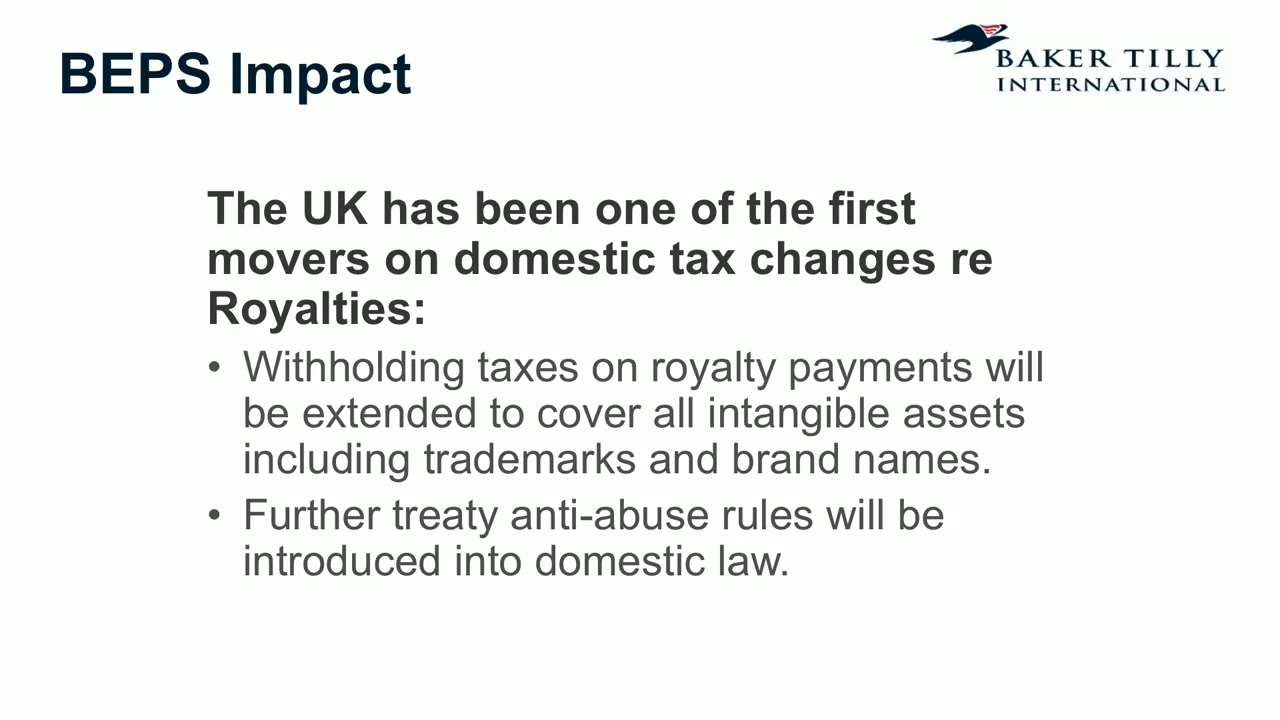 BEPS Impact
BAKER TILLY
INTERNATIONAL
The UK has been one of the first
movers on domestic tax changes re
Royalties:
• Withholding taxes on royalty payments will
be extended to cover all intangible assets
including trademarks and brand names.
• Further treaty anti-abuse rules will be
introduced into domestic law.